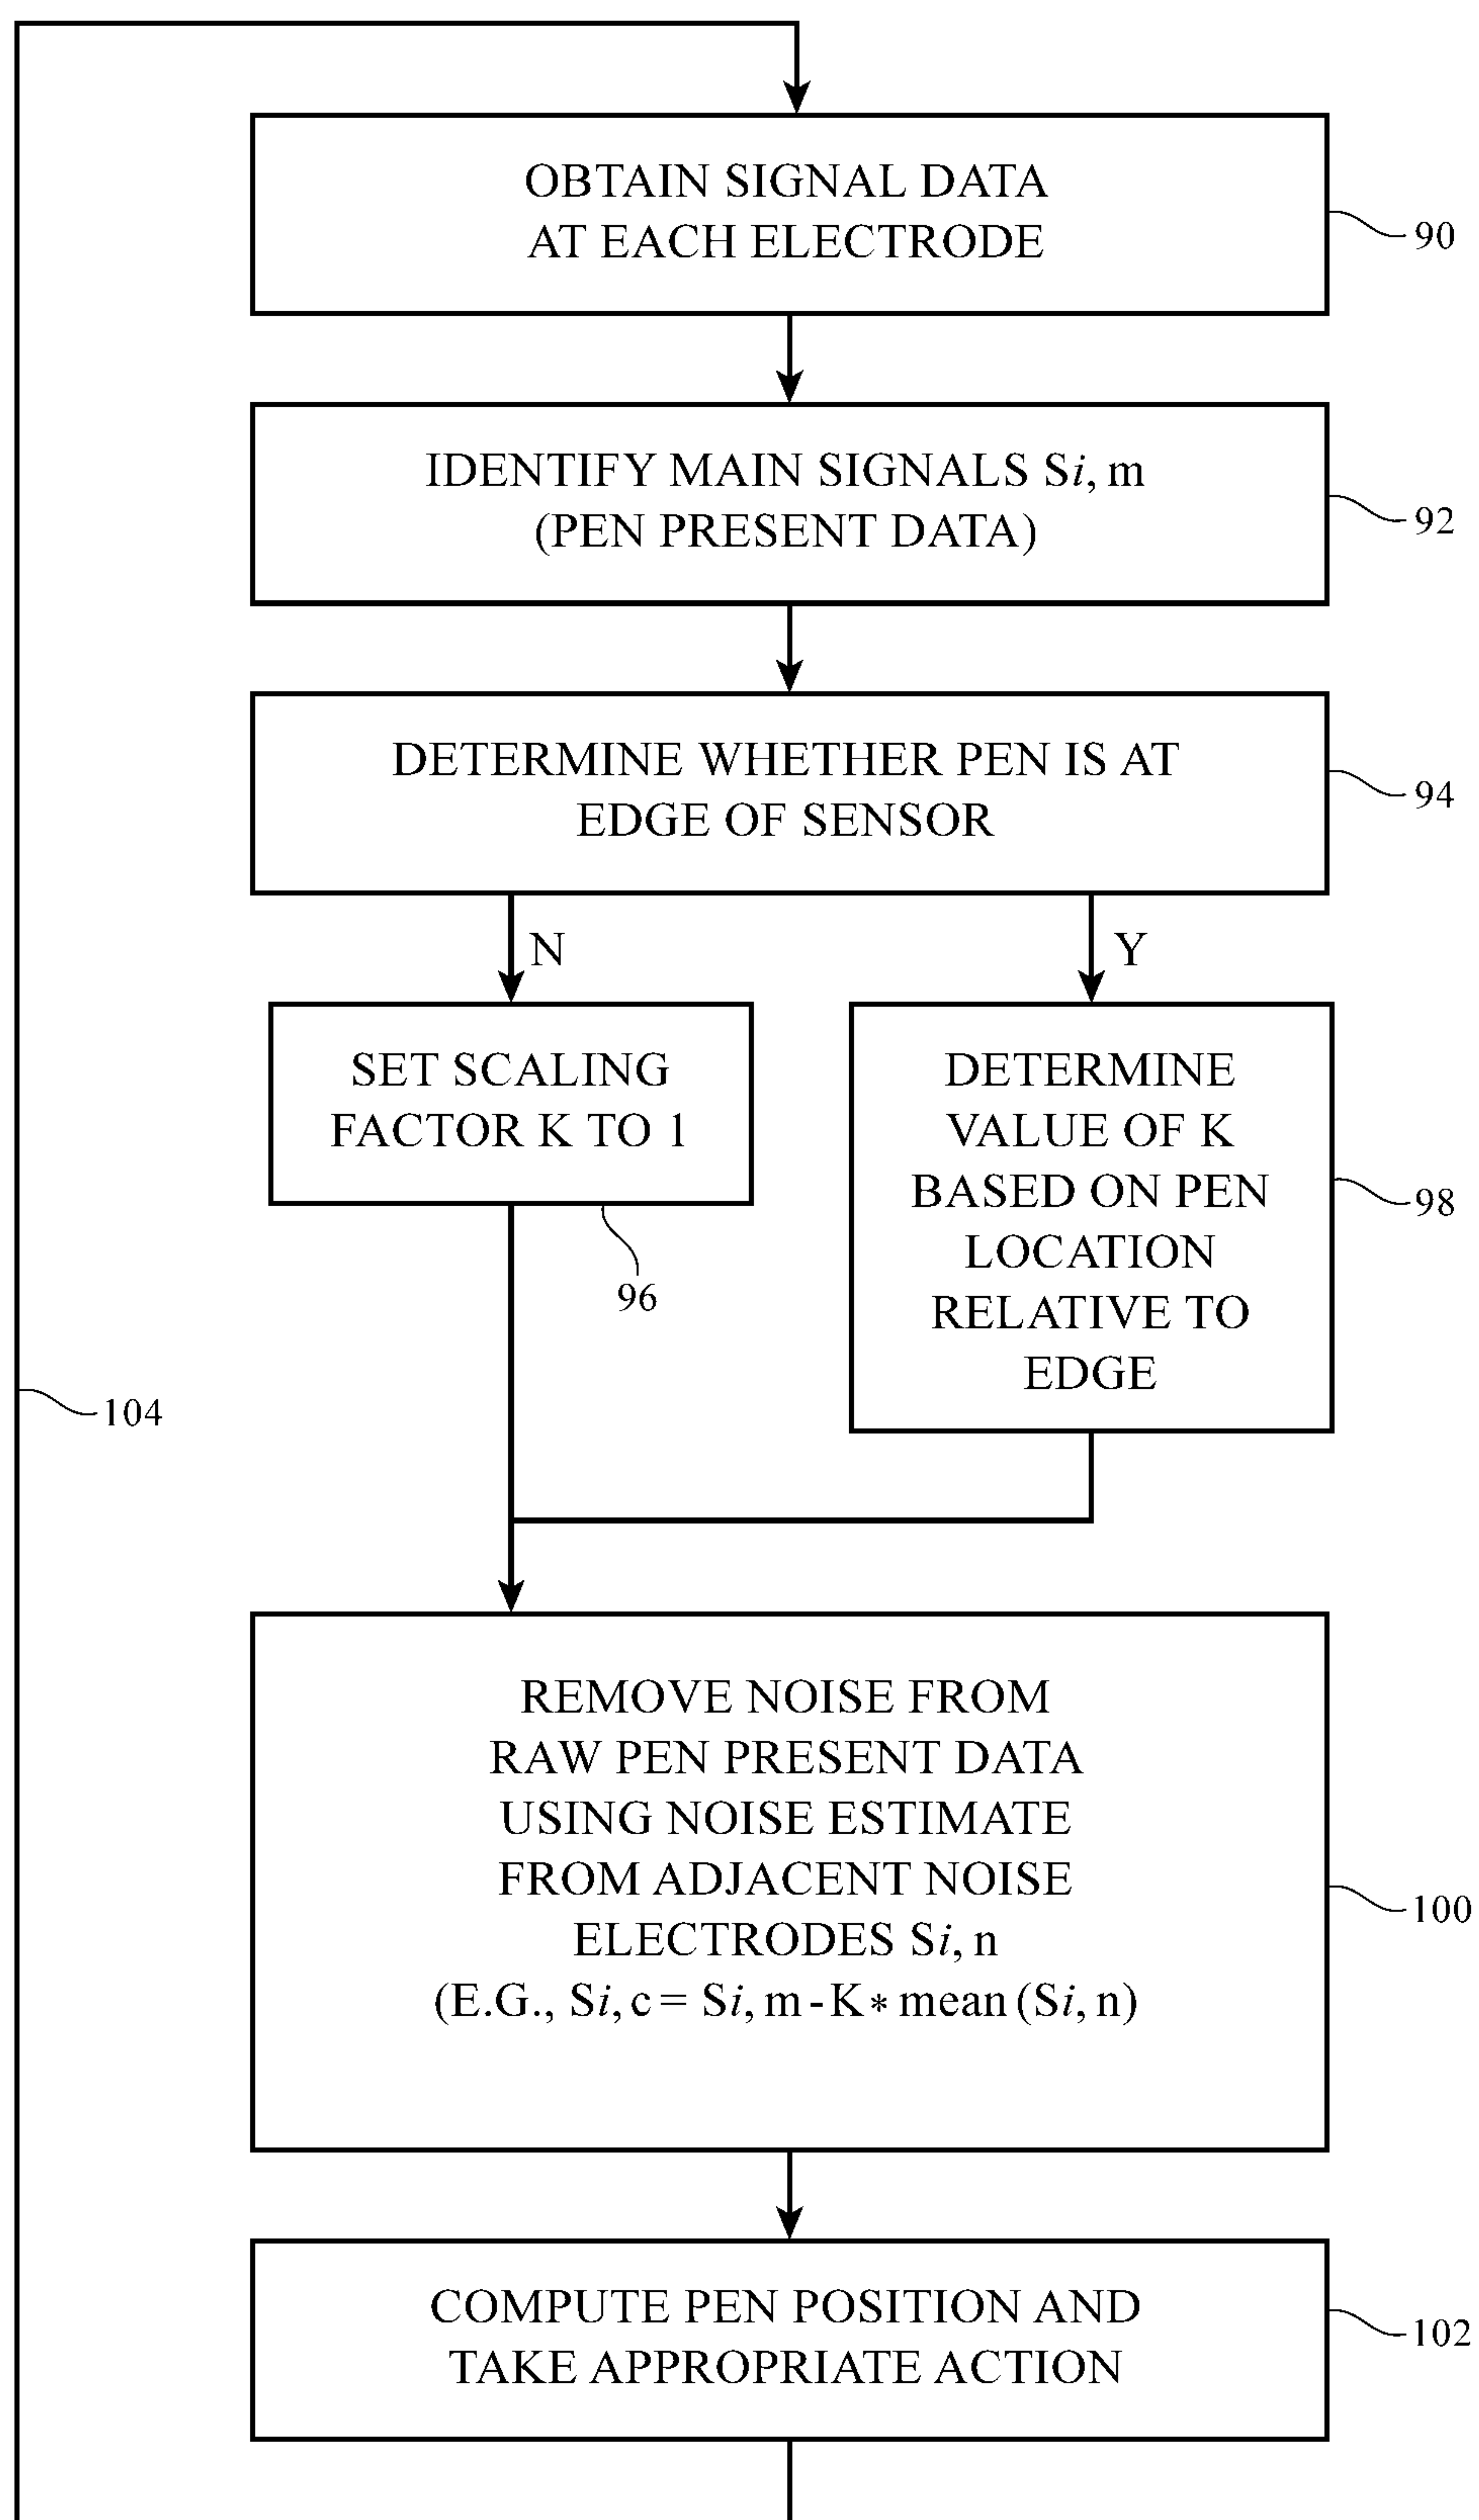 OBTAIN SIGNAL DATA
AT EACH ELECTRODE
90
IDENTIFY MAIN SIGNALS Si, m
(PEN PRESENT DATA)
92
DETERMINE WHETHER PEN IS AT
EDGE OF SENSOR
94
N
Y
SET SCALING
FACTOR K TO 1
96
DETERMINE
VALUE OF K
BASED ON PEN
LOCATION
RELATIVE TO
EDGE
98
104
REMOVE NOISE FROM
RAW PEN PRESENT DATA
USING NOISE ESTIMATE
FROM ADJACENT NOISE
ELECTRODES Si, n
(E.G., Si, c = Si, m - K * mean (Si, n)
100
COMPUTE PEN POSITION AND
TAKE APPROPRIATE ACTION
102